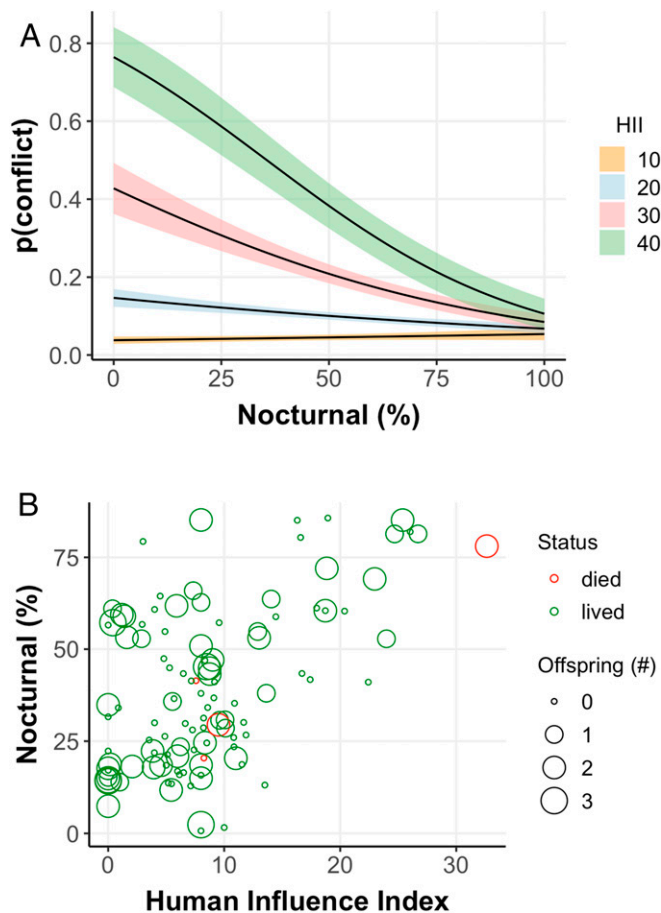 A
0.8
0.6
0.4
0.2
0.0
p(conflict)
0 25 50 75 100
Nocturnal (%)
HII
10
20
30
40
B
75
50
25
0
Nocturnal (%)
0 10 20 30
Human Influence Index
Status
died
lived
Offspring (#)
0
1
2
3